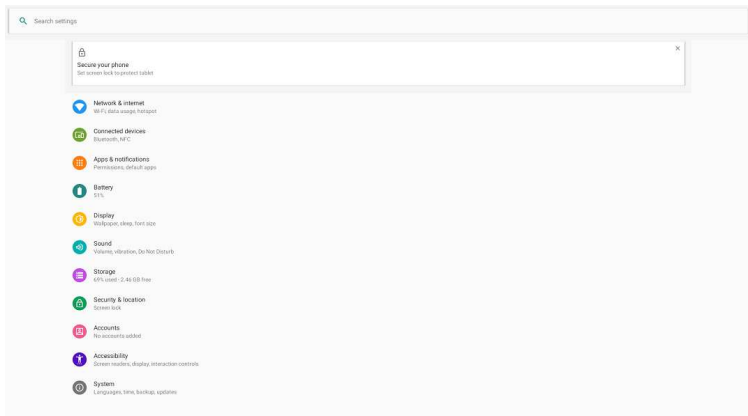 Search settings
Secure your phone
Set screen lock to protect tablet
Network & internet
Wi-Fi, data usage, hotspot
Connected devices
Bluetooth, NFC
Apps & notifications
Permissions, default apps
Battery
51%
Display
Wallpaper, sleep, font size
Sound
Volume, vibration, Do Not Disturb
Storage
69% used - 2.46 GB free
Security & location
Screen lock
Accounts
No accounts added
Accessibility
Screen readers, display, interaction controls
System
Languages, time, backup, updates